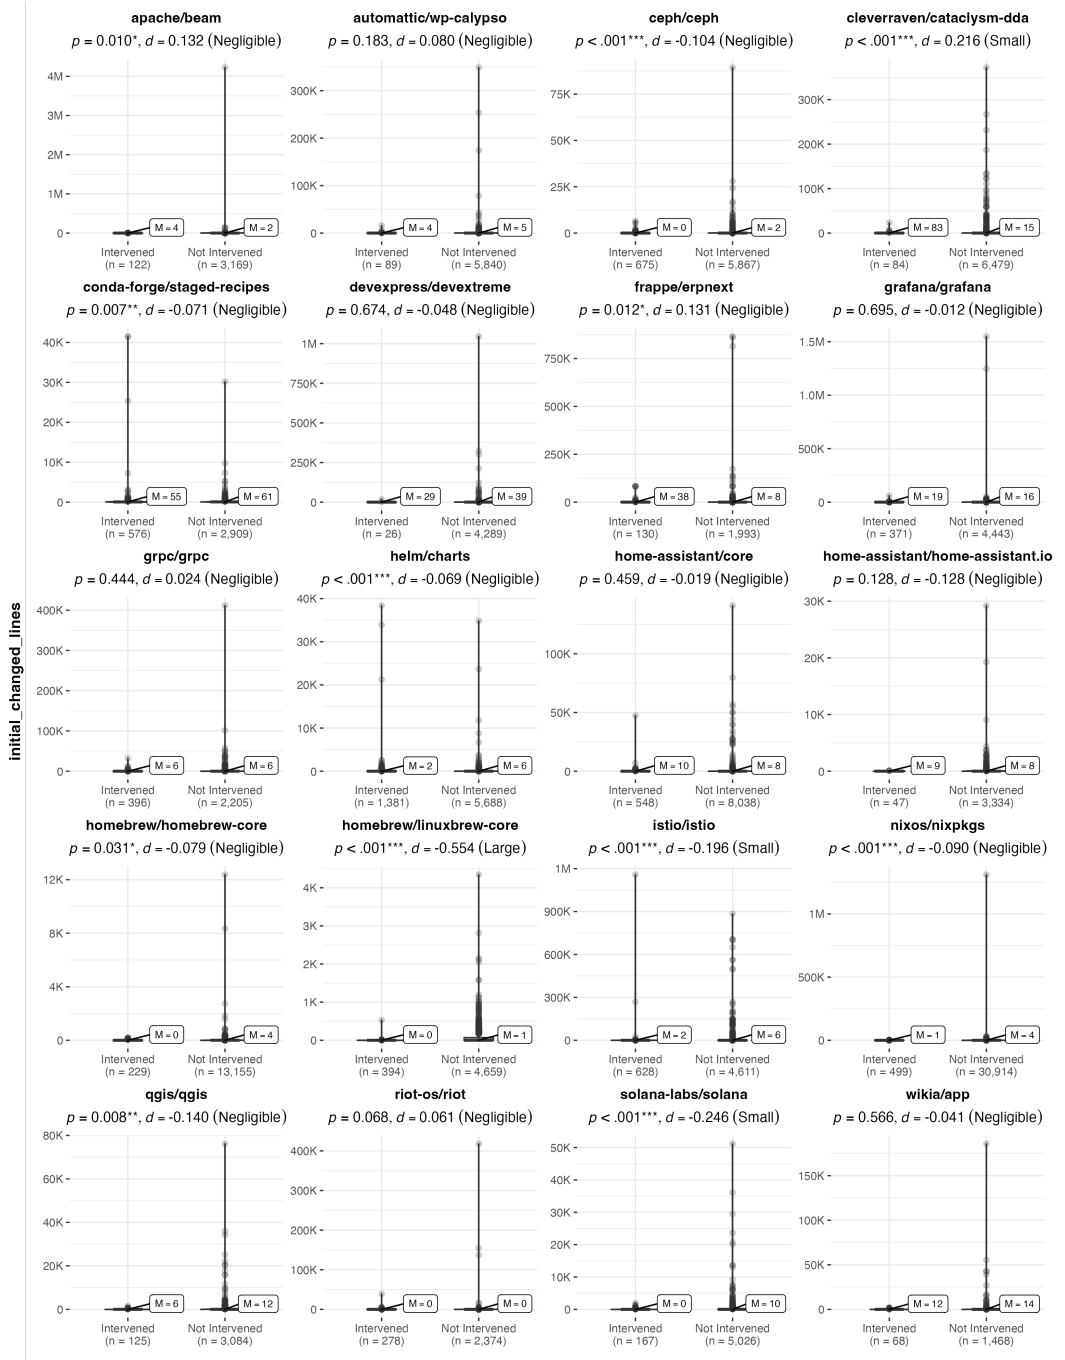 initial_changed_lines
apache/beam
p = 0.010*, d = 0.132 (Negligible)
4M
3M
2M
1M
0
M = 4
M = 2
Intervened
(n = 122)
Not Intervened
(n = 3,169)
automattic/wp-calypso
p = 0.183, d = 0.080 (Negligible)
300K
200K
100K
0
M = 4
M = 5
Intervened
(n = 89)
Not Intervened
(n = 5,840)
ceph/ceph
p < .001***, d = -0.104 (Negligible)
75K
50K
25K
0
M = 0
M = 2
Intervened
(n = 675)
Not Intervened
(n = 5,867)
cleverraven/cataclysm-dda
p < .001***, d = 0.216 (Small)
300K
200K
100K
0
M = 83
M = 15
Intervened
(n = 84)
Not Intervened
(n = 6,479)
conda-forge/staged-recipes
p = 0.007**, d = -0.071 (Negligible)
40K
30K
20K
10K
0
M = 55
M = 61
Intervened
(n = 576)
Not Intervened
(n = 2,909)
devexpress/devextreme
p = 0.674, d = -0.048 (Negligible)
1M
750K
500K
250K
0
M = 29
M = 39
Intervened
(n = 26)
Not Intervened
(n = 4,289)
frappe/erpnext
p = 0.012*, d = 0.131 (Negligible)
750K
500K
250K
0
M = 38
M = 8
Intervened
(n = 130)
Not Intervened
(n = 1,993)
grafana/grafana
p = 0.695, d = -0.012 (Negligible)
1.5M
1.0M
500K
0
M = 19
M = 16
Intervened
(n = 371)
Not Intervened
(n = 4,443)
grpc/grpc
p = 0.444, d = 0.024 (Negligible)
400K
300K
200K
100K
0
M = 6
M = 6
Intervened
(n = 396)
Not Intervened
(n = 2,205)
helm/charts
p < .001***, d = -0.069 (Negligible)
40K
30K
20K
10K
0
M = 2
M = 6
Intervened
(n = 1,381)
Not Intervened
(n = 5,688)
home-assistant/core
p = 0.459, d = -0.019 (Negligible)
100K
50K
0
M = 10
M = 8
Intervened
(n = 548)
Not Intervened
(n = 8,038)
home-assistant/home-assistant.io
p = 0.128, d = -0.128 (Negligible)
30K
20K
10K
0
M = 9
M = 8
Intervened
(n = 47)
Not Intervened
(n = 3,334)
homebrew/homebrew-core
p = 0.031*, d = -0.079 (Negligible)
12K
8K
4K
0
M = 0
M = 4
Intervened
(n = 229)
Not Intervened
(n = 13,155)
homebrew/linuxbrew-core
p < .001***, d = -0.554 (Large)
4K
3K
2K
1K
0
M = 0
M = 1
Intervened
(n = 394)
Not Intervened
(n = 4,659)
istio/istio
p < .001***, d = -0.196 (Small)
1M
900K
600K
300K
0
M = 2
M = 6
Intervened
(n = 628)
Not Intervened
(n = 4,611)
nixos/nixpkgs
p < .001***, d = -0.090 (Negligible)
1M
500K
0
M = 1
M = 4
Intervened
(n = 499)
Not Intervened
(n = 30,914)
qgis/qgis
p = 0.008**, d = -0.140 (Negligible)
80K
60K
40K
20K
0
M = 6
M = 12
Intervened
(n = 125)
Not Intervened
(n = 3,084)
riot-os/riot
p = 0.068, d = 0.061 (Negligible)
400K
300K
200K
100K
0
M = 0
M = 0
Intervened
(n = 278)
Not Intervened
(n = 2,374)
solana-labs/solana
p < .001***, d = -0.246 (Small)
50K
40K
30K
20K
10K
0
M = 0
M = 10
Intervened
(n = 167)
Not Intervened
(n = 5,026)
wikia/app
p = 0.566, d = -0.041 (Negligible)
150K
100K
50K
0
M = 12
M = 14
Intervened
(n = 68)
Not Intervened
(n = 1,468)